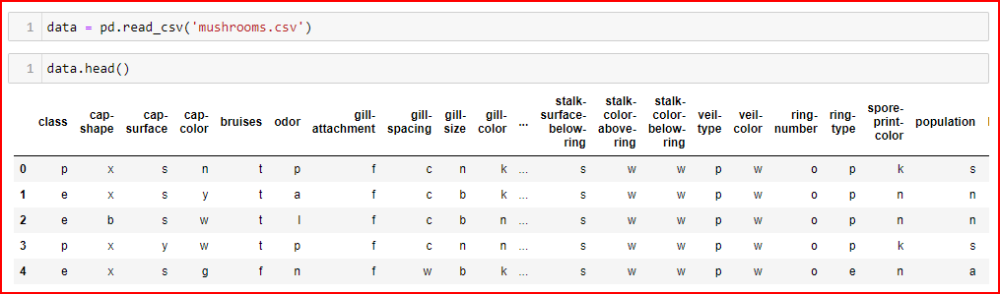 1 data = pd.read_csv('mushrooms.csv')
1 data.head()
class cap-shape cap-surface cap-color bruises odor gill-attachment gill-spacing gill-size gill-color ... stalk-surface-below-ring stalk-color-above-ring stalk-color-below-ring veil-type veil-color ring-number ring-type spore-print-color population
0 p x s n t p f c n k ... s w w p w o p k s
1 e x s y t a f c b k ... s w w p w o p n n
2 e b s w t l f c b n ... s w w p w o p n n
3 p x y w t p f c n n ... s w w p w o p k s
4 e x s g f n f w b k ... s w w p w o e n a